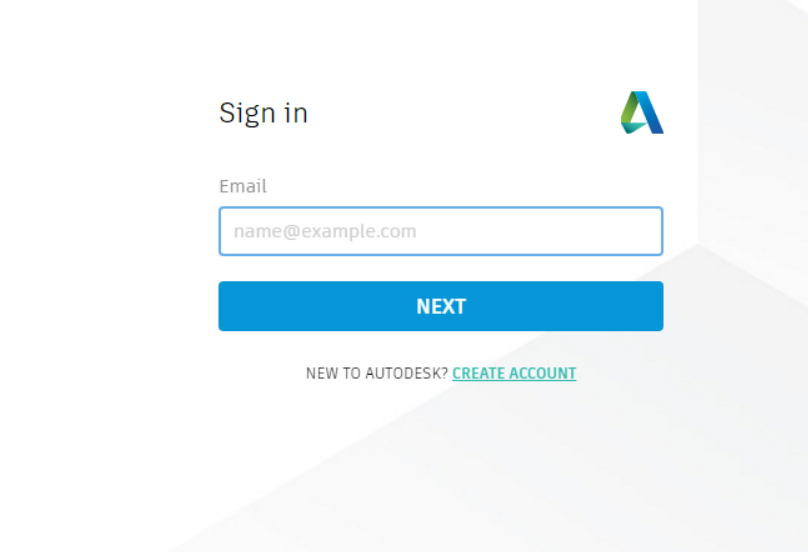 Sign in
Email
name@example.com
NEXT
NEW TO AUTODESK? CREATE ACCOUNT